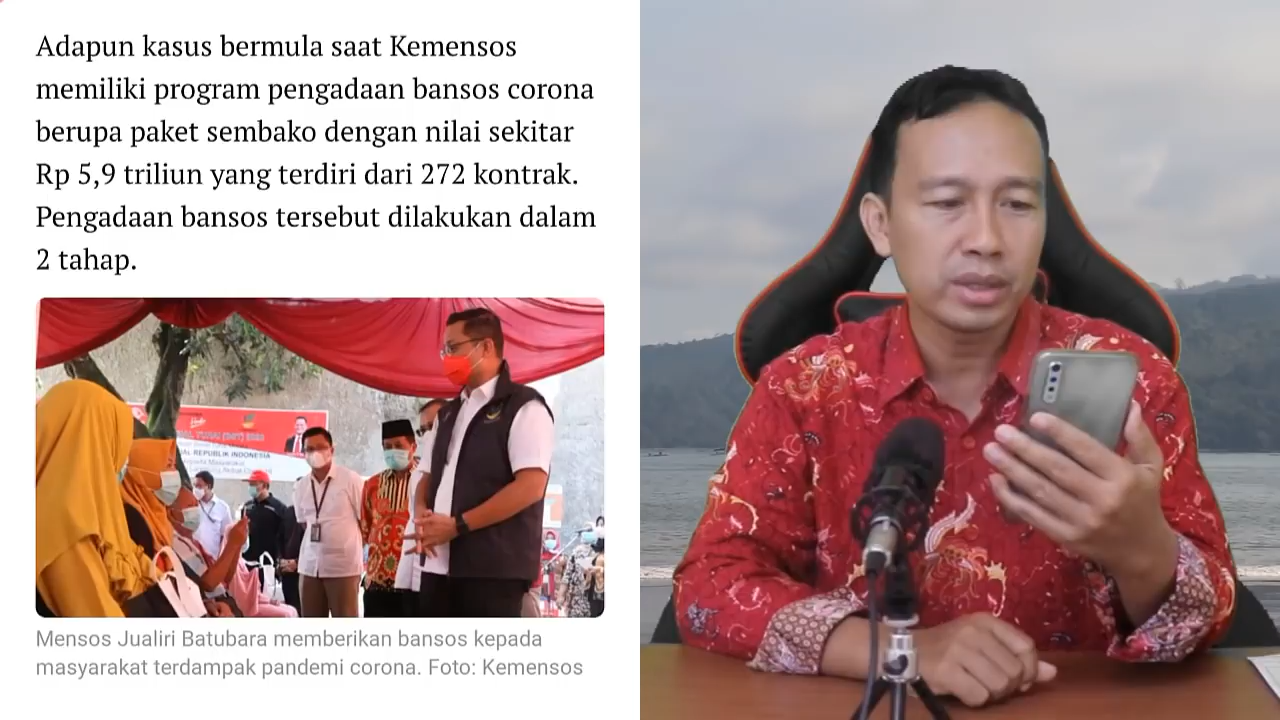 Adapun kasus bermula saat Kemensos
memiliki program pengadaan bansos corona
berupa paket sembako dengan nilai sekitar
Rp 5,9 triliun yang terdiri dari 272 kontrak.
Pengadaan bansos tersebut dilakukan dalam
2 tahap.
REPUBLIK INDONESIA
Mensos Jualiri Batubara memberikan bansos kepada
masyarakat terdampak pandemi corona. Foto: Kemensos